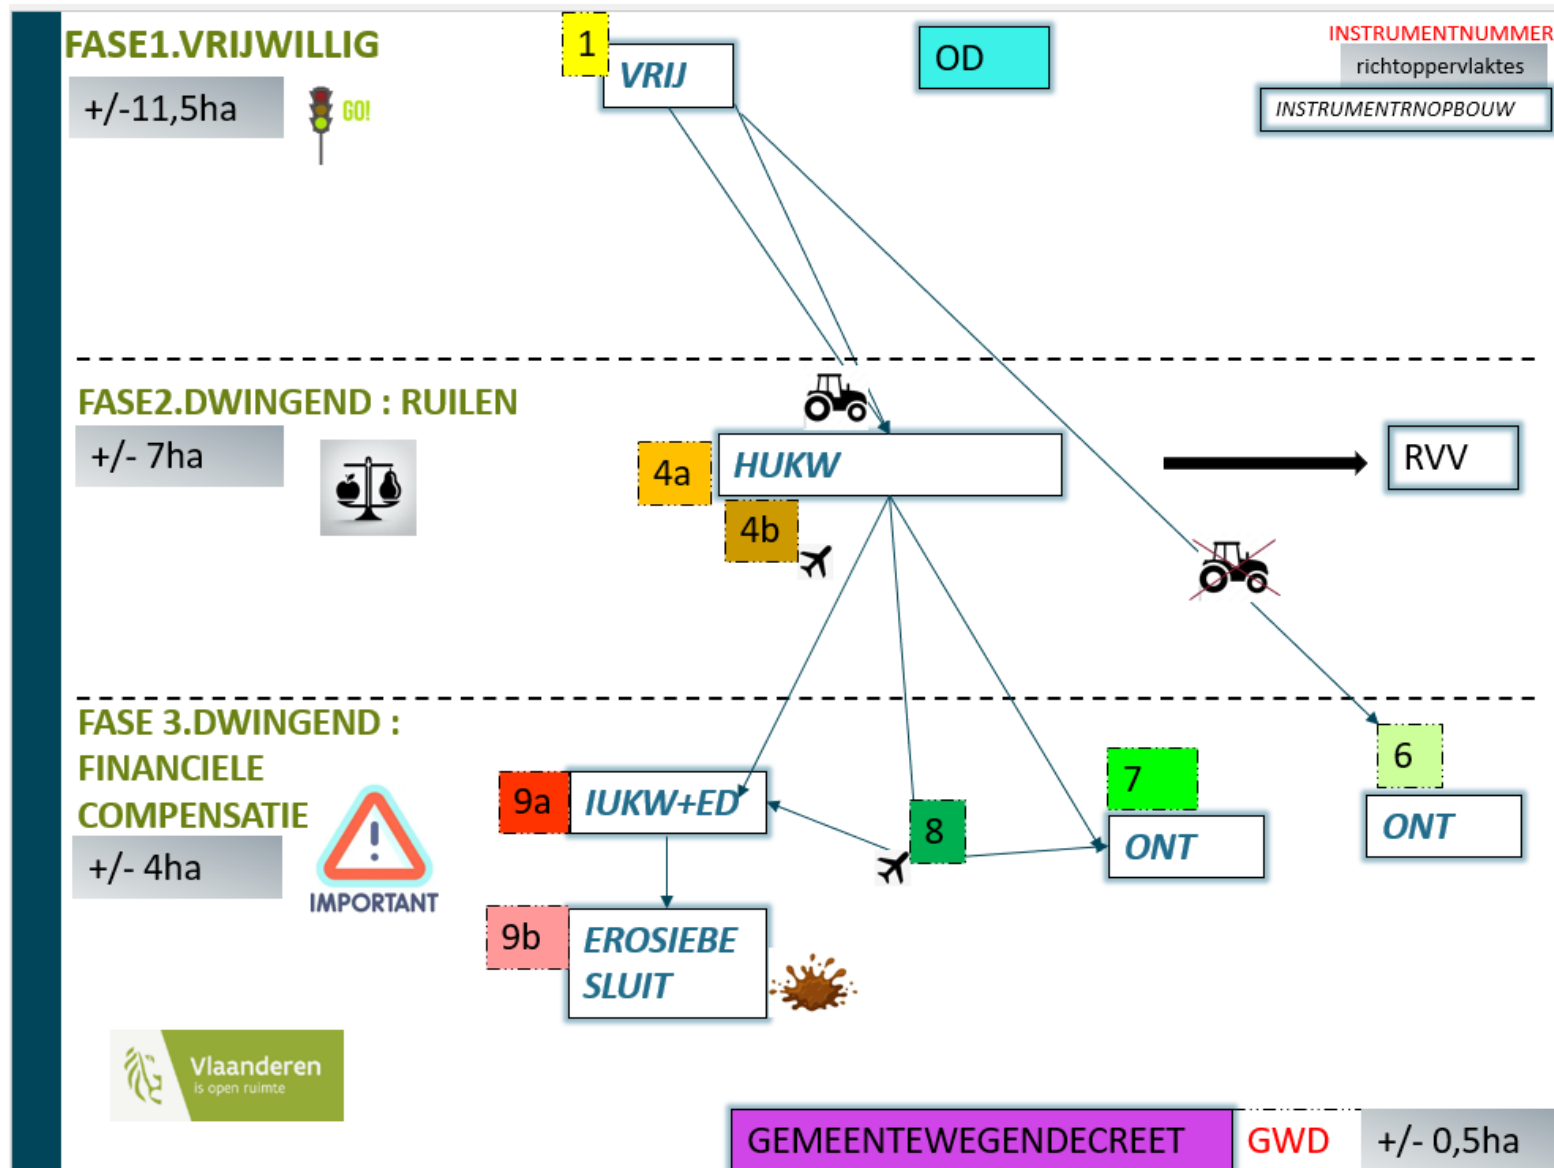 FASE1.VRIJWILLIG
+/-11,5ha
GO!
1
VRIJ
OD
INSTRUMENTNUMMER
richtoppervlaktes
INSTRUMENTRNOPBOUW
FASE2.DWINGEND : RUILEN
+/- 7ha
4a
HUKW
4b
RVV
FASE 3.DWINGEND :
FINANCIELE
COMPENSATIE
+/- 4ha
IMPORTANT
9a
IUKW+ED
8
7
ONT
6
ONT
9b
EROSIEBE
SLUIT
Vlaanderen
is open ruimte
GEMEENTEWEGENDECREET
GWD
+/- 0,5ha